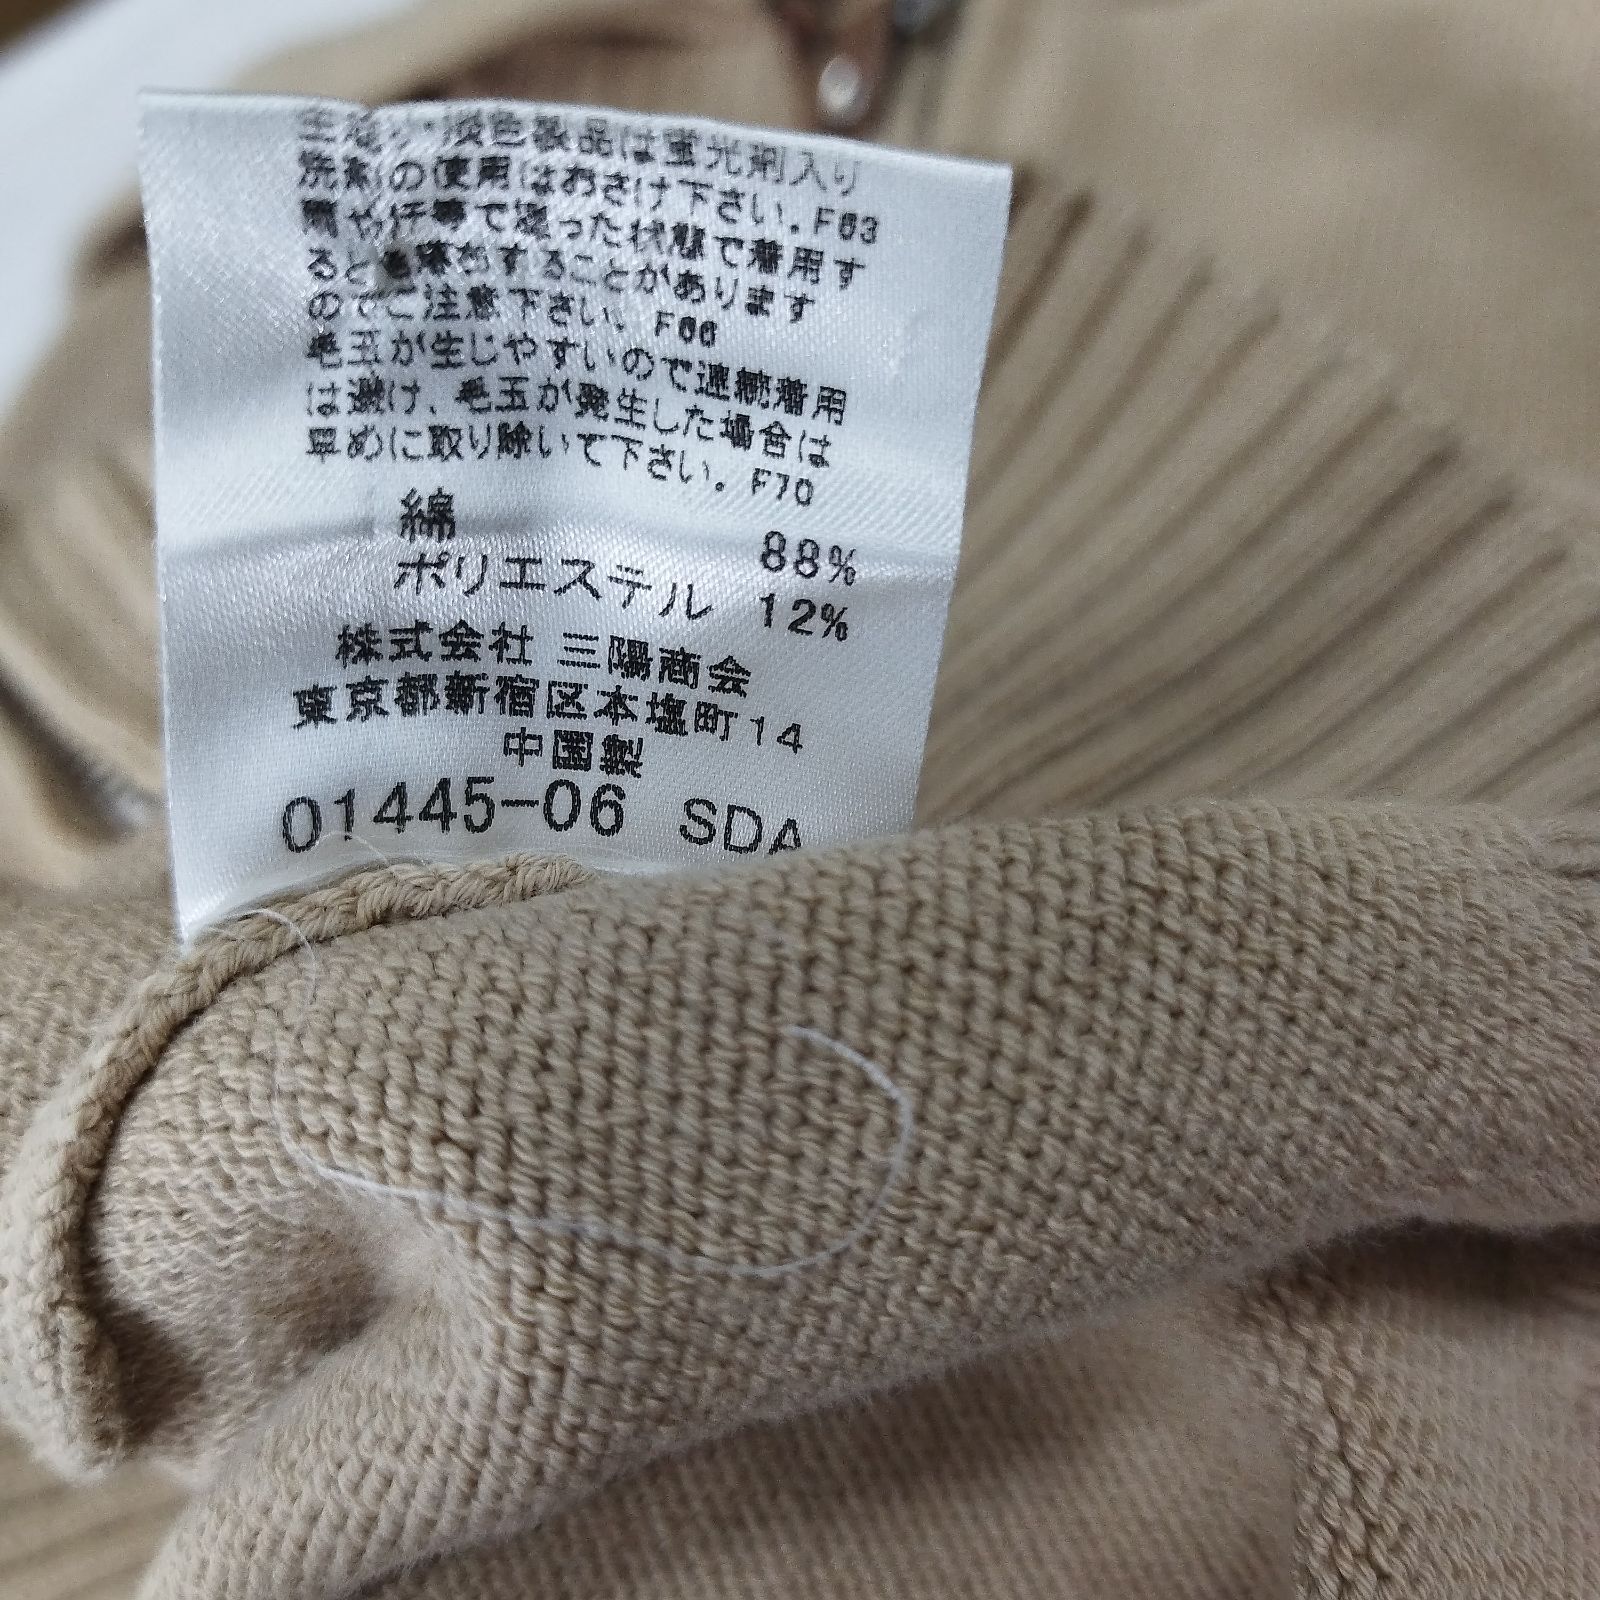 生成り・淡色製品は蛍光剤入り
洗剤の使用はおさけ下さい.F03
雨や汗等で湿った状態で着用す
ると色落ちすることがあります
のでご注意下さい。F06
毛玉が生じやすいので連続着用
は避け、毛玉が発生した場合は
早めに取り除いて下さい。F70
綿 88%
ポリエステル 12%
株式会社 三陽商会
東京都新宿区本塩町14
中国製
01445-06 SDA